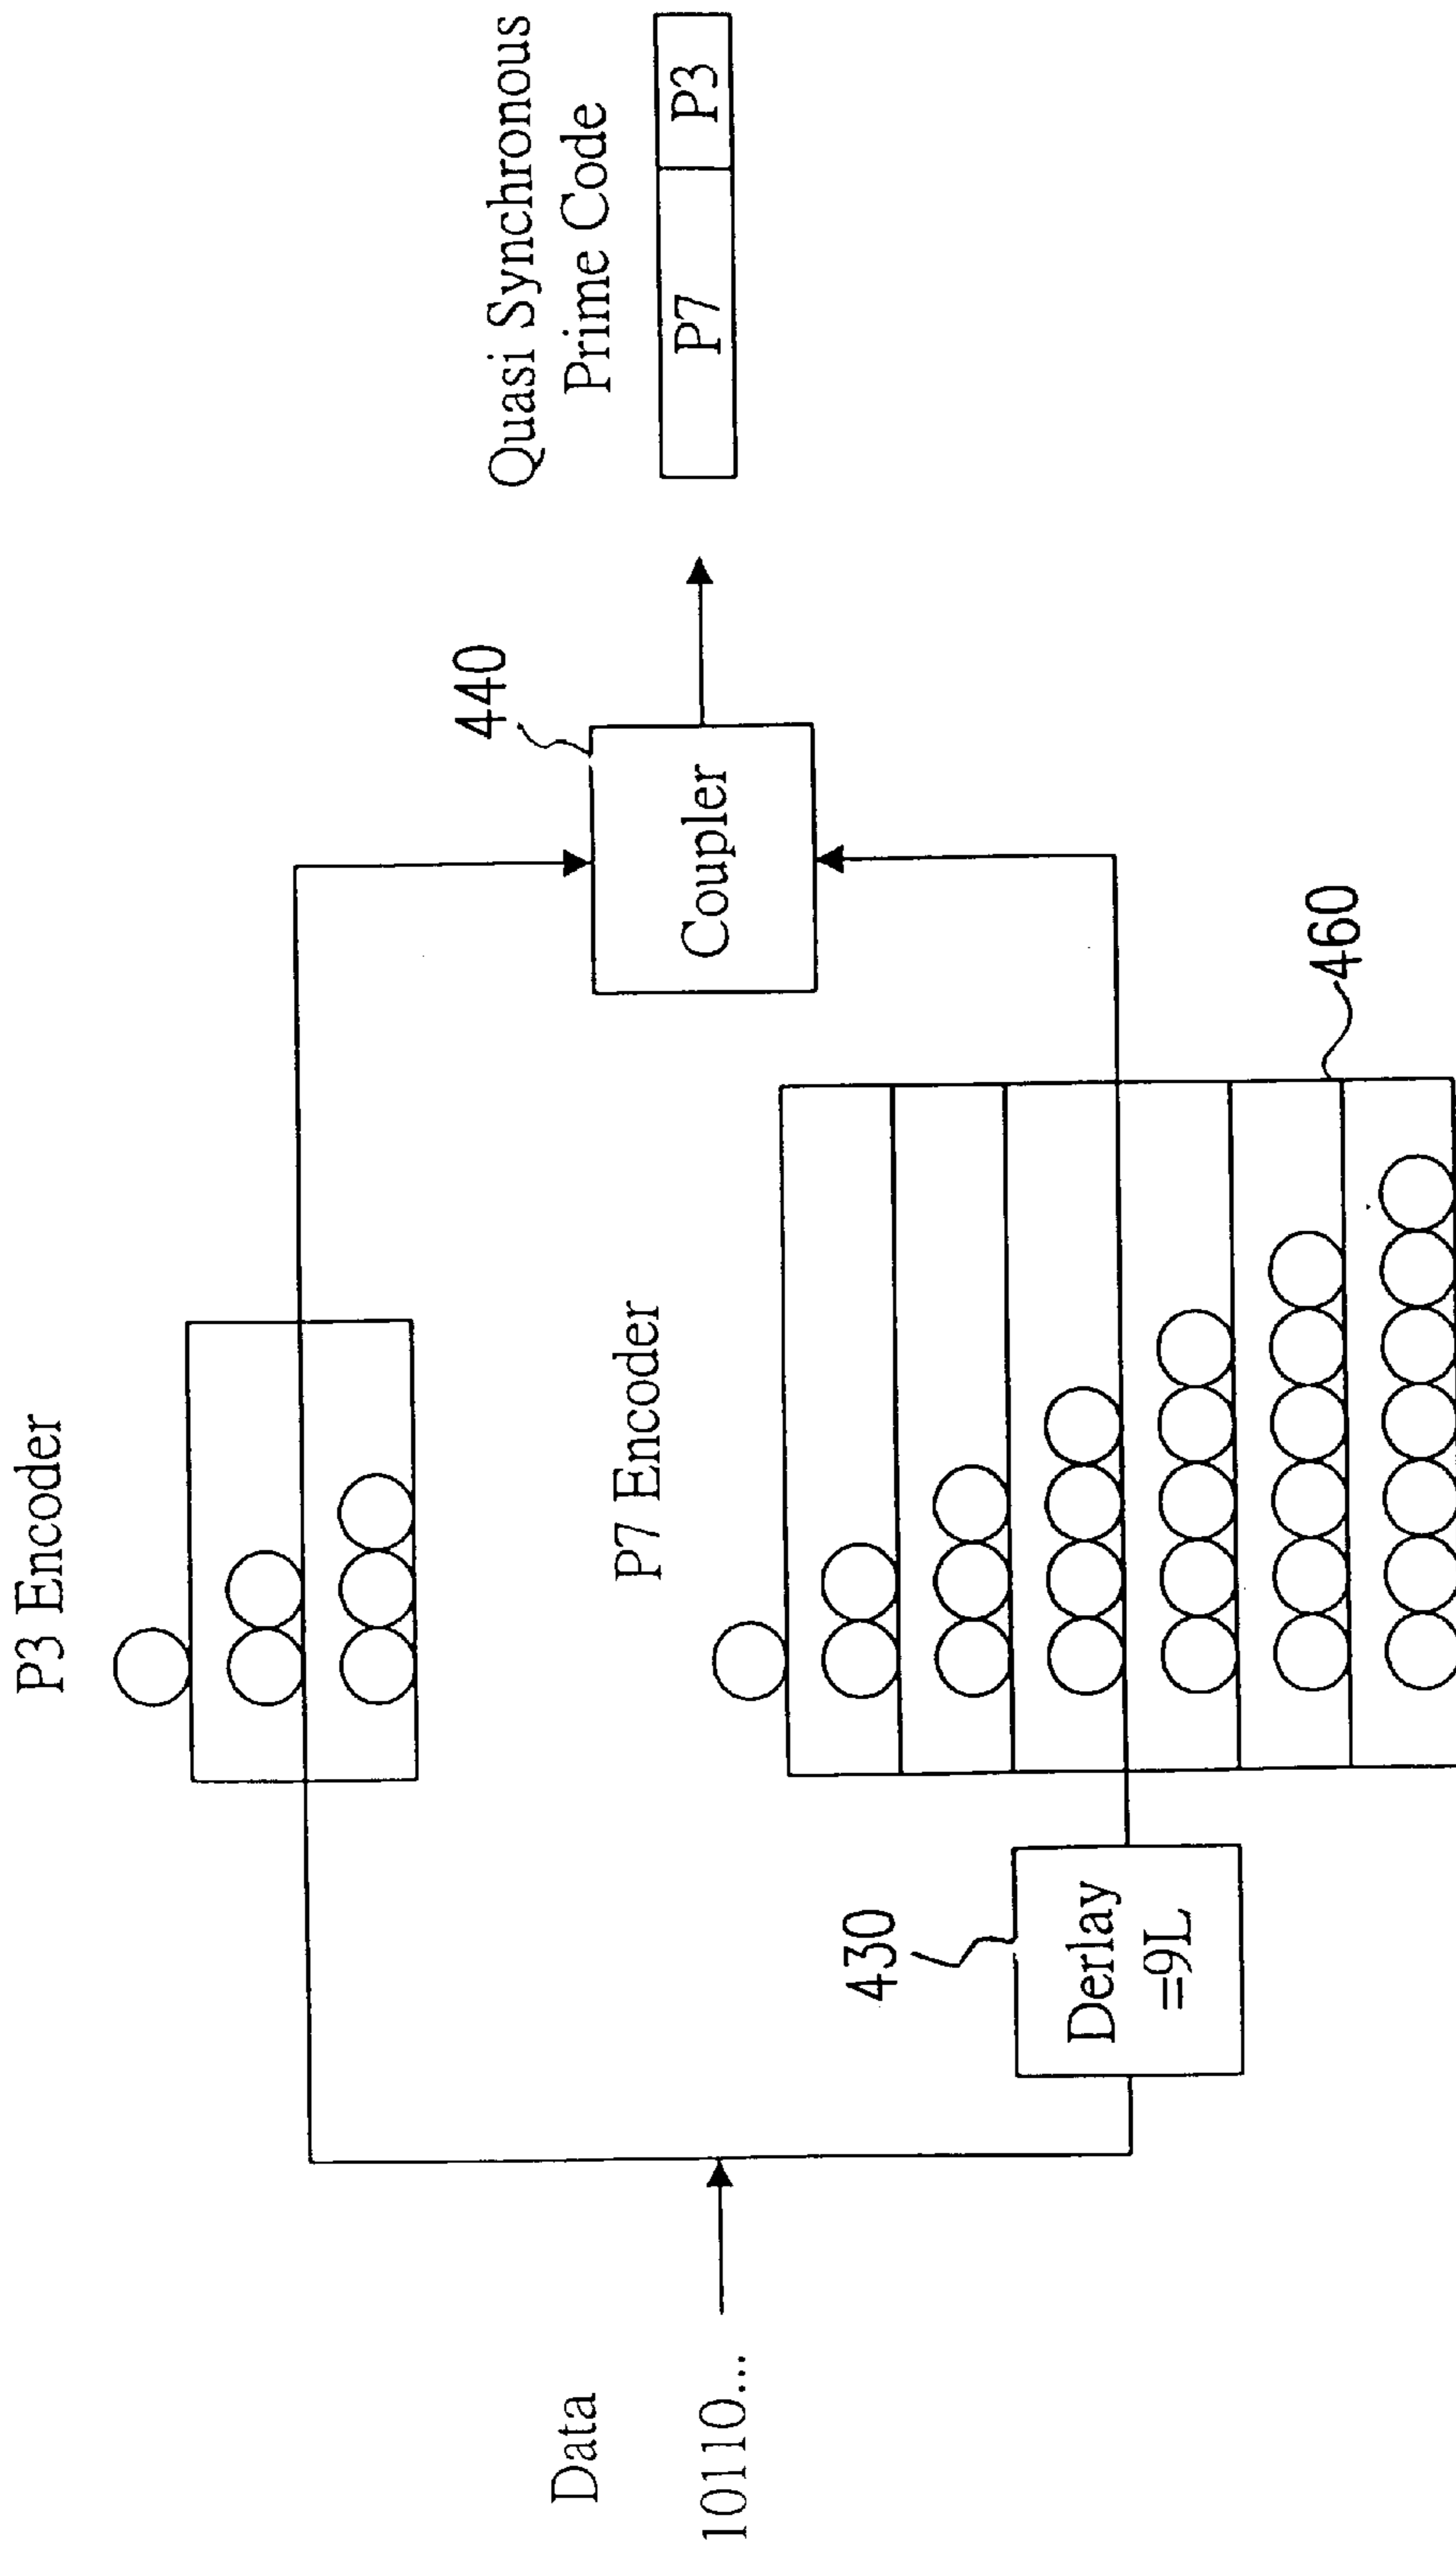 P3 Encoder
Quasi Synchronous
Prime Code
P7
P3
440
Coupler
Data
10110...
P7 Encoder
430
Derlay
=9L
460